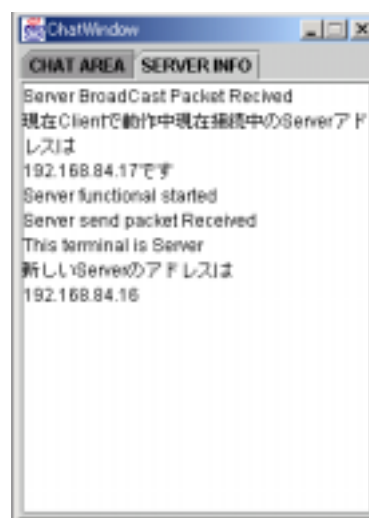 ChatWindow
CHAT AREA SERVER INFO
Server BroadCast Packet Recived
現在Clientで動作中現在接続中のServerアド
レスは
192.168.84.17です
Server functional started
Server send packet Received
This terminal is Server
新しいServerのアドレスは
192.168.84.16